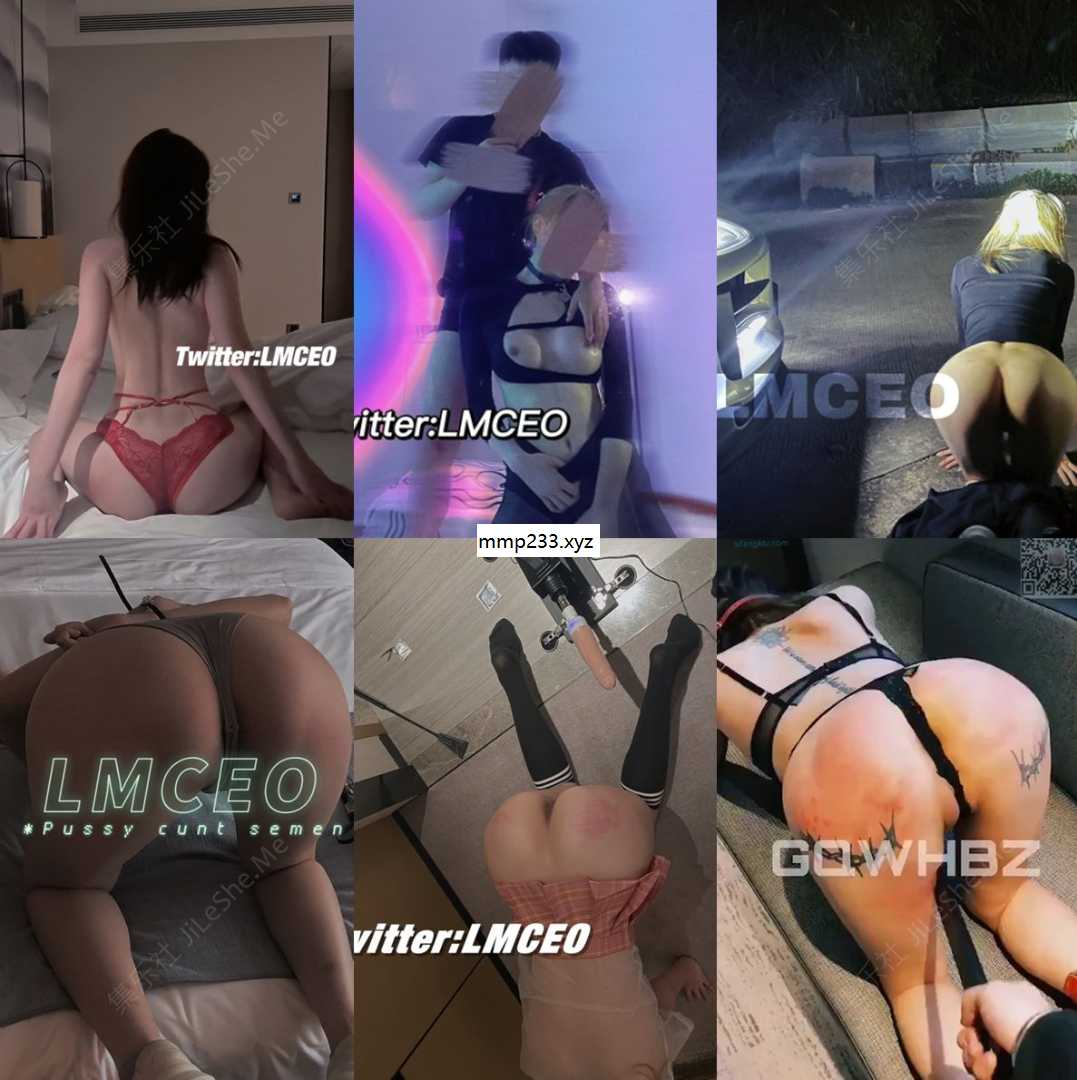 集乐社 JiLeShe.Me
集乐社 JiLeShe.Me
Twitter:LMCEO
witter:LMCEO
LMCEO
mmp233.xyz
LMCEO
*Pussy cunt semen
集乐社 JiLeShe.Me
witter:LMCEO
GQWHBZ
集乐社 JiLeShe.Me